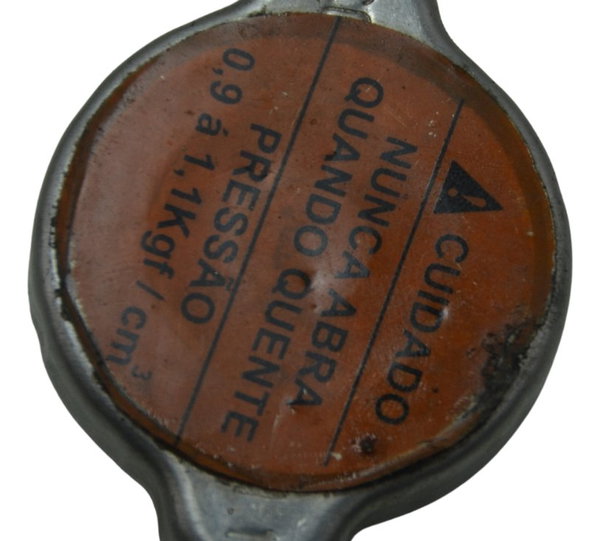 CUIDADO
NUNCA ABRA
QUANDO QUENTE
PRESSÃO
0,9 á 1,1Kgf/cm³